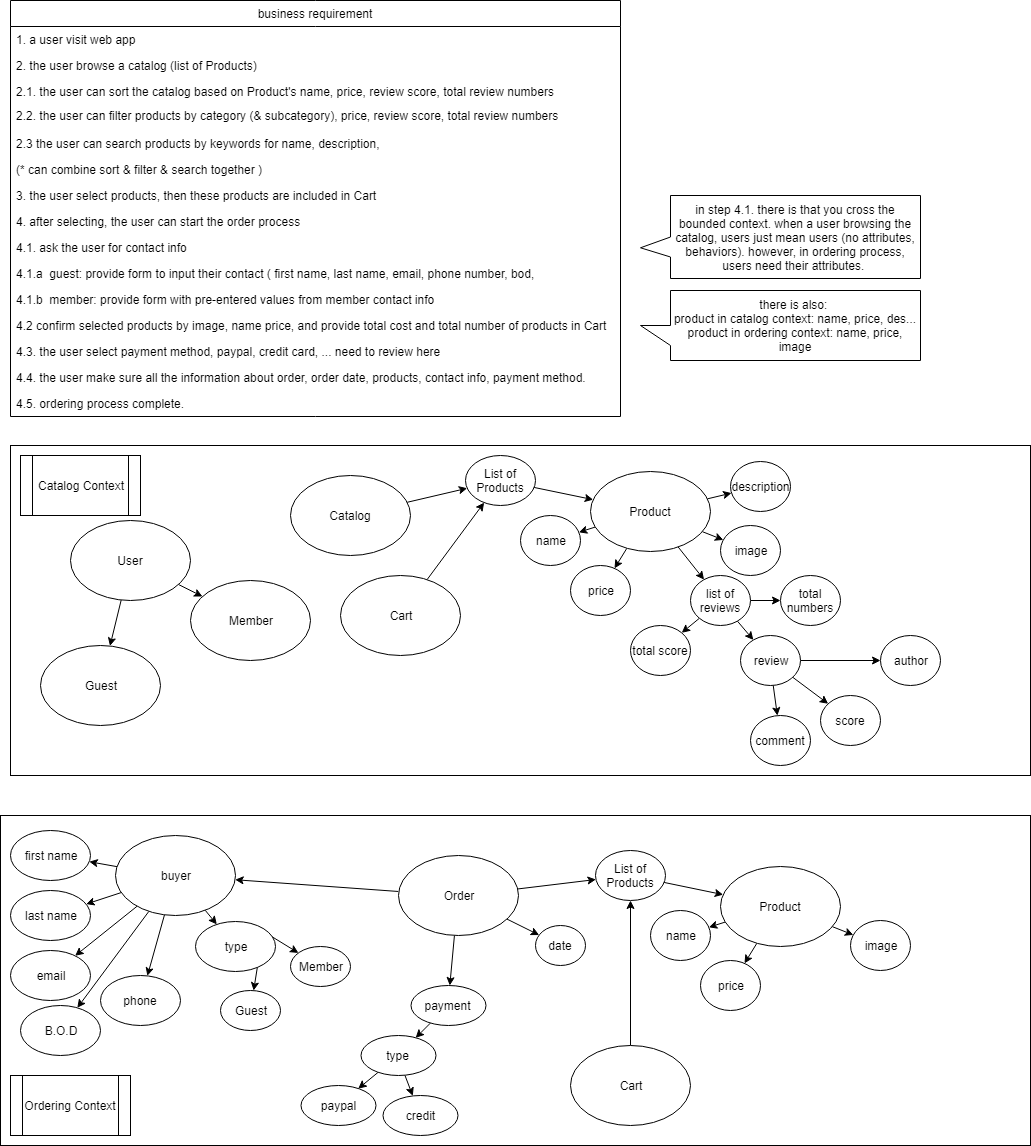 business requirement
1. a user visit web app
2. the user browse a catalog (list of Products)
2.1. the user can sort the catalog based on Product's name, price, review score, total review numbers
2.2. the user can filter products by category (& subcategory), price, review score, total review numbers
2.3 the user can search products by keywords for name, description,
(* can combine sort & filter & search together )
3. the user select products, then these products are included in Cart
4. after selecting, the user can start the order process
4.1. ask the user for contact info
4.1.a  guest: provide form to input their contact ( first name, last name, email, phone number, bod,
4.1.b  member: provide form with pre-entered values from member contact info
4.2 confirm selected products by image, name price, and provide total cost and total number of products in Cart
4.3. the user select payment method, paypal, credit card, ... need to review here
4.4. the user make sure all the information about order, order date, products, contact info, payment method.
4.5. ordering process complete.
in step 4.1. there is that you cross the
bounded context. when a user browsing the
catalog, users just mean users (no attributes,
behaviors). however, in ordering process,
users need their attributes.
there is also:
product in catalog context: name, price, des...
product in ordering context: name, price,
image
Catalog Context
User
Member
Guest
Catalog
Cart
List of
Products
Product
description
name
image
price
list of
reviews
total
numbers
total score
review
author
score
comment
first name
last name
email
B.O.D
phone
buyer
type
Member
Guest
Order
date
payment
type
paypal
credit
List of
Products
Product
name
price
image
Cart
Ordering Context